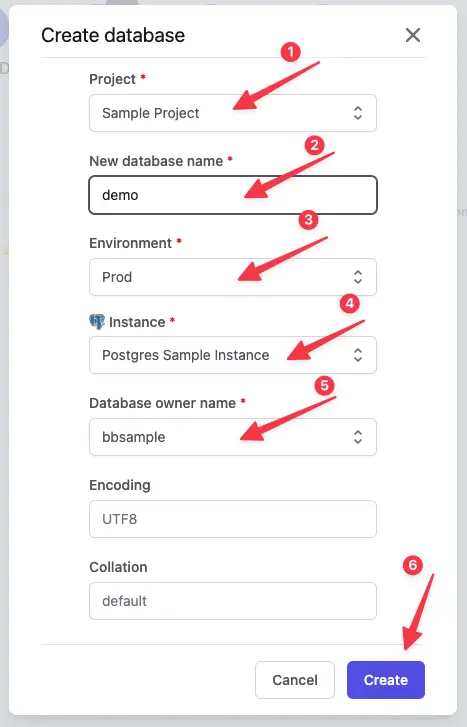 Create database
1
Project *
Sample Project
2
New database name *
demo
3
Environment *
Prod
4
Instance *
Postgres Sample Instance
5
Database owner name *
bbsample
Encoding
UTF8
Collation
default
6
Cancel
Create